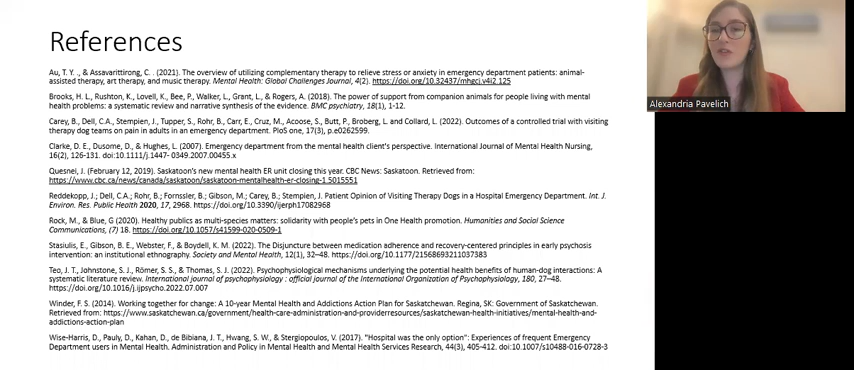 References
Au, T. Y. ., & Assavarittirong, C. . (2021). The overview of utilizing complementary therapy to relieve stress or anxiety in emergency department patients: animal-
assisted therapy, art therapy, and music therapy. Mental Health: Global Challenges Journal, 4(2). https://doi.org/10.32437/mhgcj.v4i2.125
Brooks, H. L., Rushton, K., Lovell, K., Bee, P., Walker, L., Grant, L., & Rogers, A. (2018). The power of support from companion animals for people living with mental
health problems: a systematic review and narrative synthesis of the evidence. BMC psychiatry, 18(1), 1-12.
Carey, B., Dell, C.A., Stempien, J., Tupper, S., Rohr, B., Carr, E., Cruz, M., Acoose, S., Butt, P., Broberg, L. and Collard, L. (2022). Outcomes of a controlled trial with visiting
therapy dog teams on pain in adults in an emergency department. PloS one, 17(3), p.e0262599.
Clarke, D. E., Dusome, D., & Hughes, L. (2007). Emergency department from the mental health client's perspective. International Journal of Mental Health Nursing,
16(2), 126-131. doi:10.1111/j.1447- 0349.2007.00455.x
Quesnel, J. (February 12, 2019). Saskatoon's new mental health ER unit closing this year. CBC News: Saskatoon. Retrieved from:
https://www.cbc.ca/news/canada/saskatoon/saskatoon-mentalhealth-er-closing-1.5015551
Reddekopp, J.; Dell, C.A.; Rohr, B.; Fornssler, B.; Gibson, M.; Carey, B.; Stempien, J. Patient Opinion of Visiting Therapy Dogs in a Hospital Emergency Department. Int. J.
Environ. Res. Public Health 2020, 17, 2968. https://doi.org/10.3390/ijerph17082968
Rock, M., & Blue, G (2020). Healthy publics as multi-species matters: solidarity with people's pets in One Health promotion. Humanities and Social Science
Communications, (7) 18. https://doi.org/10.1057/s41599-020-0509-1
Stasiulis, E., Gibson, B. E., Webster, F., & Boydell, K. M. (2022). The Disjuncture between medication adherence and recovery-centered principles in early psychosis
intervention: an institutional ethnography. Society and Mental Health, 12(1), 32–48. https://doi.org/10.1177/21568693211037383
Teo, J. T., Johnstone, S. J., Römer, S. S., & Thomas, S. J. (2022). Psychophysiological mechanisms underlying the potential health benefits of human-dog interactions: A
systematic literature review. International journal of psychophysiology : official journal of the International Organization of Psychophysiology, 180, 27–48.
https://doi.org/10.1016/j.ijpsycho.2022.07.007
Winder, F. S. (2014). Working together for change: A 10-year Mental Health and Addictions Action Plan for Saskatchewan. Regina, SK: Government of Saskatchewan.
Retrieved from: https://www.saskatchewan.ca/government/health-care-administration-and-providerresources/saskatchewan-health-initiatives/mental-health-and-
addictions-action-plan
Wise-Harris, D., Pauly, D., Kahan, D., de Bibiana, J. T., Hwang, S. W., & Stergiopoulos, V. (2017). "Hospital was the only option": Experiences of frequent Emergency
Department users in Mental Health. Administration and Policy in Mental Health and Mental Health Services Research, 44(3), 405-412. doi:10.1007/s10488-016-0728-3
Alexandria Pavelich